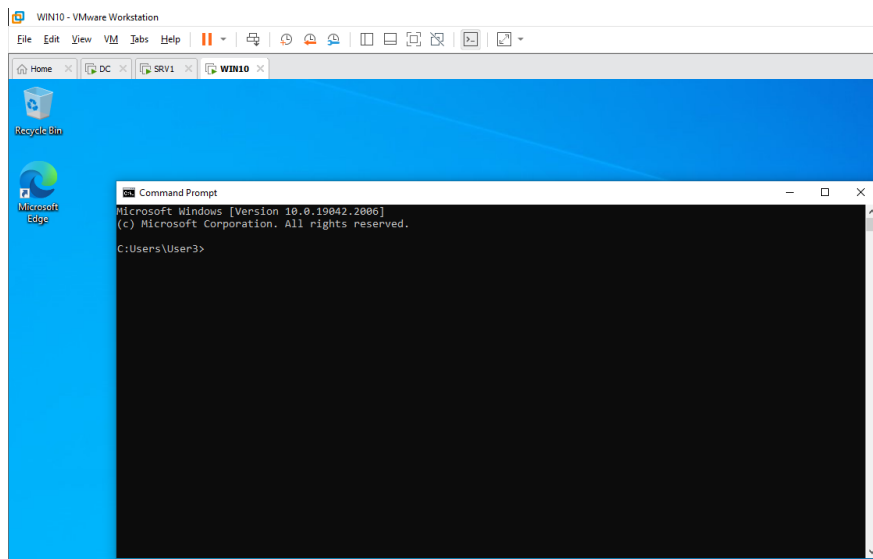 WIN10 - VMware Workstation
File Edit View VM Tabs Help
Home DC SRV1 WIN10
Recycle Bin
Microsoft
Edge
Command Prompt
Microsoft Windows [Version 10.0.19042.2006]
(c) Microsoft Corporation. All rights reserved.
C:\Users\User3>